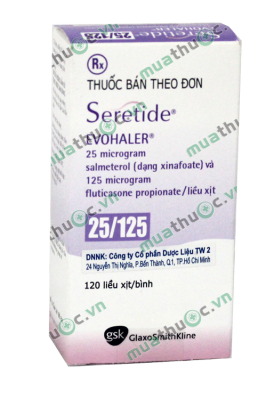 Rx
THUỐC BÁN THEO ĐƠN
Seretide®
EVOHALER®
25 microgram
salmeterol (dạng xinafoate) và
125 microgram
fluticasone propionate/liều xịt
25/125
DNNK: Công ty Cổ phần Dược Liệu TW 2
24 Nguyễn Thị Nghĩa, P.Bến Thành, Q.1, TP.Hồ Chí Minh
120 liều xịt/bình
gsk GlaxoSmithKline
muathuoc.vn